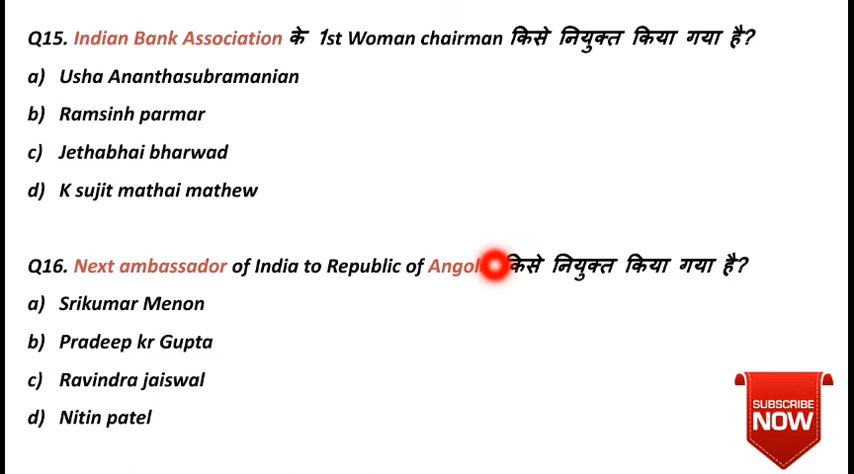 Q15. Indian Bank Association के 1st Woman chairman किसे नियुक्त किया गया है?
a) Usha Ananthasubramanian
b) Ramsinh parmar
c) Jethabhai bharwad
d) K sujit mathai mathew
Q16. Next ambassador of India to Republic of Angol किसे नियुक्त किया गया है?
a) Srikumar Menon
b) Pradeep kr Gupta
c) Ravindra jaiswal
d) Nitin patel
SUBSCRIBE
NOW